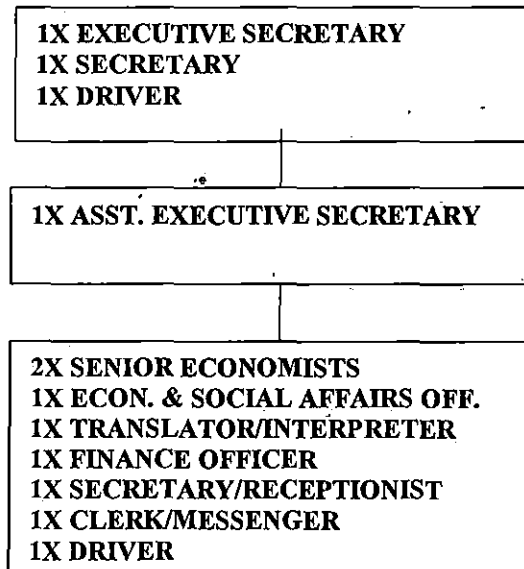 1X EXECUTIVE SECRETARY
1X SECRETARY
1X DRIVER
1X ASST. EXECUTIVE SECRETARY
2X SENIOR ECONOMISTS
1X ECON. & SOCIAL AFFAIRS OFF.
1X TRANSLATOR/INTERPRETER
1X FINANCE OFFICER
1X SECRETARY/RECEPTIONIST
1X CLERK/MESSENGER
1X DRIVER